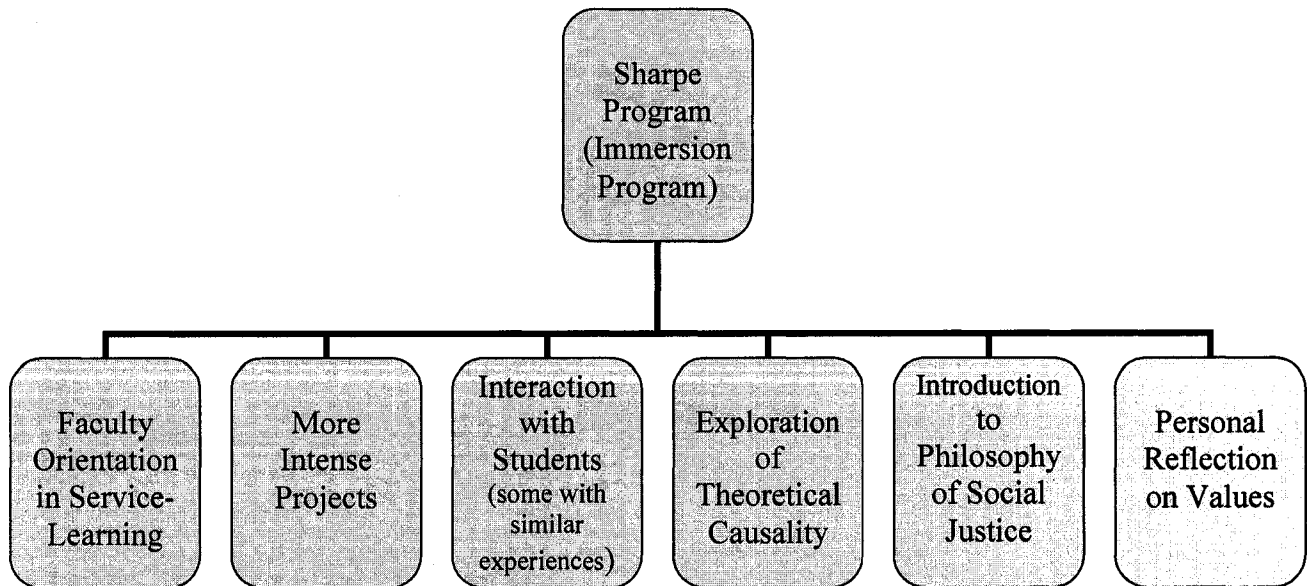 Sharpe
Program
(Immersion
Program)
Faculty
Orientation
in Service-
Learning
More
Intense
Projects
Interaction
with
Students
(some with
similar
experiences)
Exploration
of
Theoretical
Causality
Introduction
to
Philosophy
of Social
Justice
Personal
Reflection
on Values